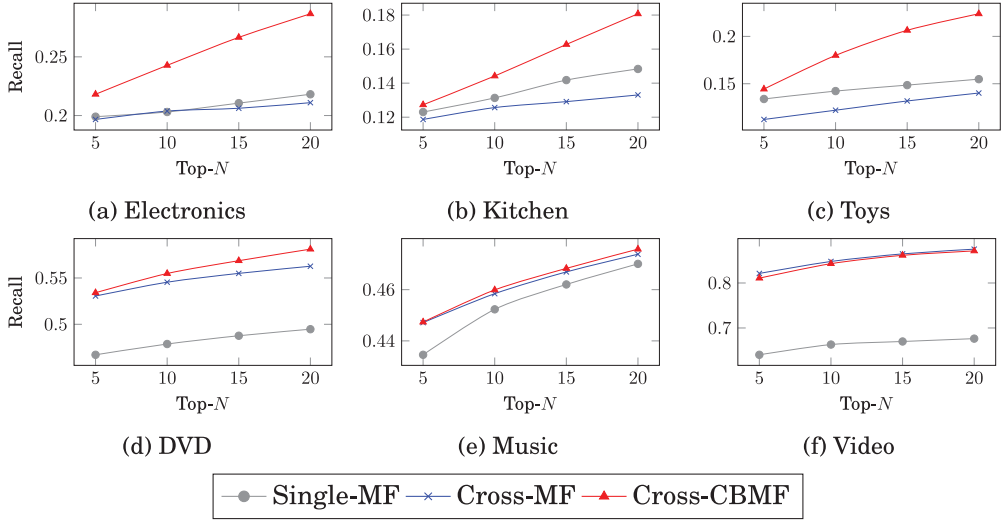 Recall
0.25
0.2
5 10 15 20
Top-N
(a) Electronics
0.18
0.16
0.14
0.12
5 10 15 20
Top-N
(b) Kitchen
0.2
0.15
5 10 15 20
Top-N
(c) Toys
Recall
0.55
0.5
5 10 15 20
Top-N
(d) DVD
0.46
0.44
5 10 15 20
Top-N
(e) Music
0.8
0.7
5 10 15 20
Top-N
(f) Video
Single-MF Cross-MF Cross-CBMF